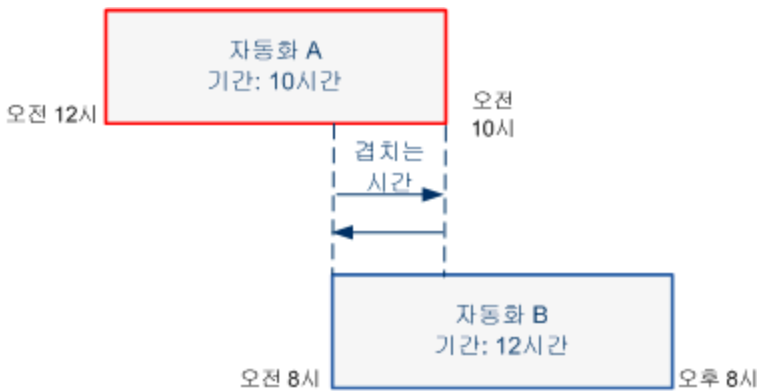 자동화 A
기간: 10시간
오전 12시
오전
10시
겹치는
시간
자동화 B
기간: 12시간
오전 8시
오후 8시